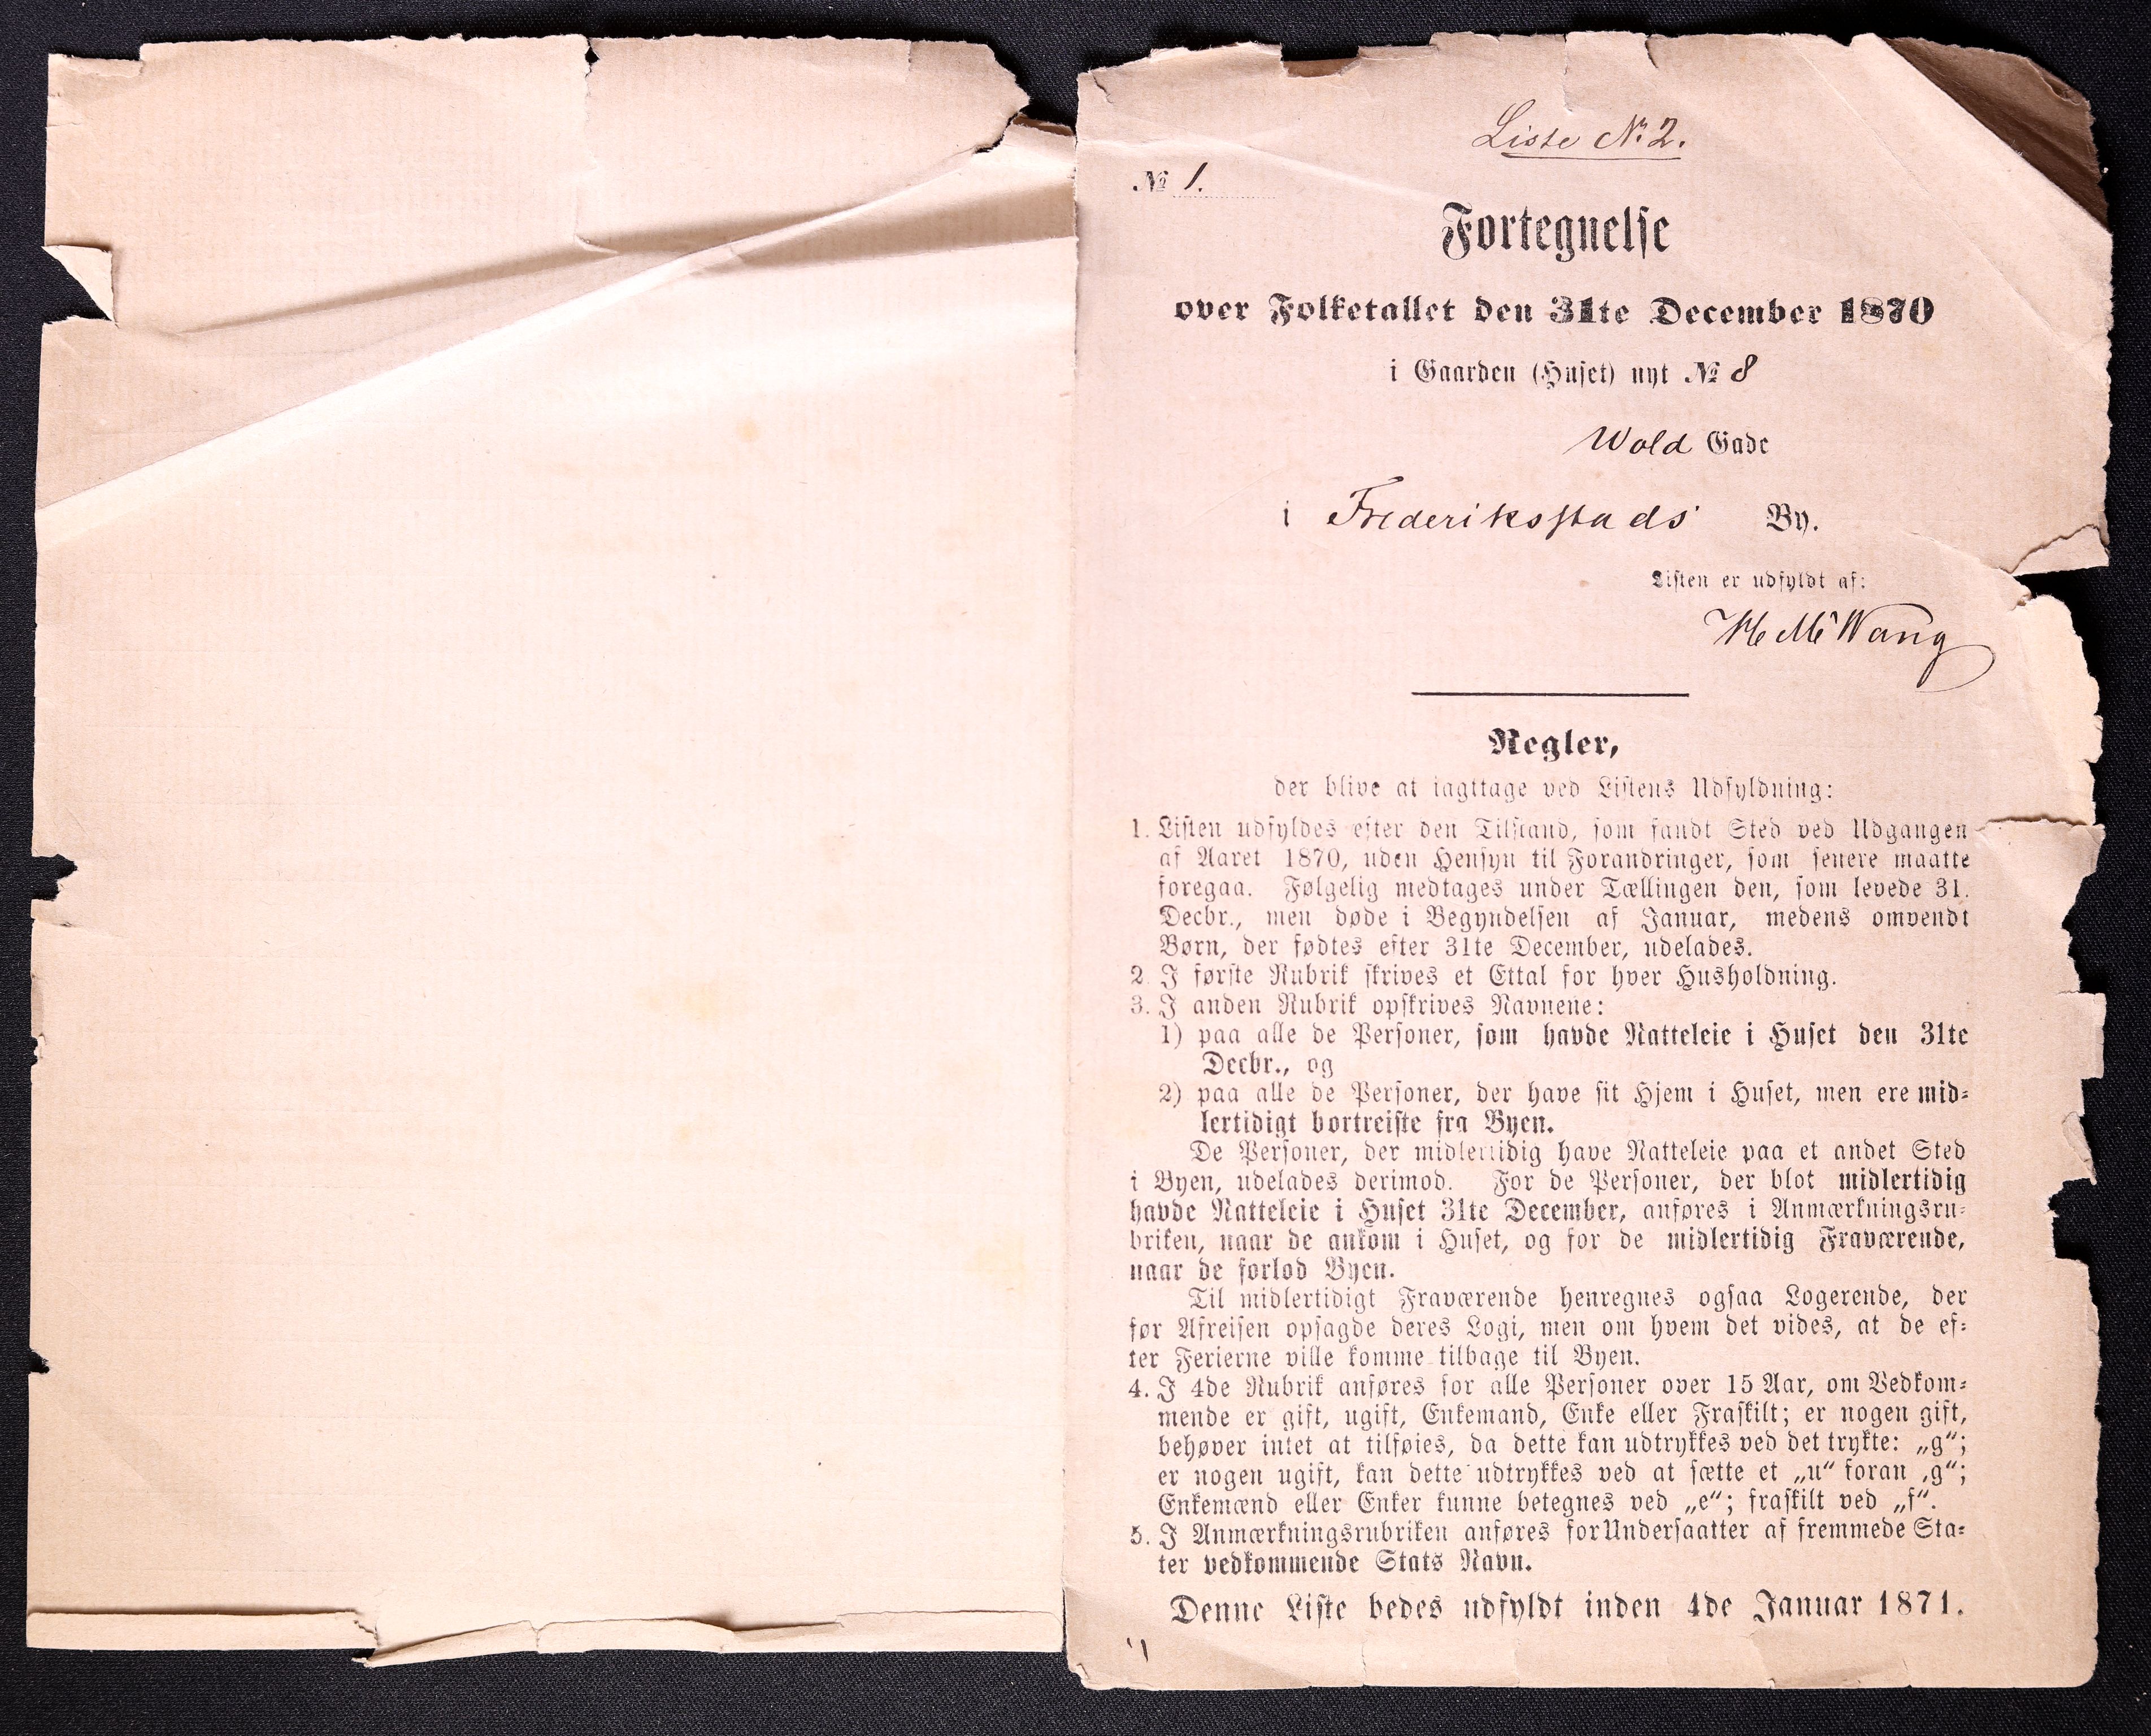 Liste № 2.
№ 1.
Fortegnelse
over Folketallet den 31te December 1870
i Gaarden (Huset) nyt № 8
Wold Gade
i Frederiksstads By.
Listen er udfyldt af:
Wang
Regler,
der blive at iagttage ved Listens Udfyldning:
1. Listen udfyldes efter den Tilstand, som fandt Sted ved Udgangen
af Aaret 1870, uden Hensyn til Forandringer, som senere maatte
foregaa. Følgelig medtages under Tællingen den, som levede 31.
Decbr., men døde i Begyndelsen af Januar, medens omvendt
Børn, der fødtes efter 31te December, udelades.
2. I første Rubrik skrives et Ettal for hver Husholdning.
3. I anden Rubrik opskrives Navnene:
1) paa alle de Personer, som havde Natteleie i Huset den 31te
Decbr., og
2) paa alle de Personer, der have sit Hjem i Huset, men ere mid-
lertidigt bortreiste fra Byen.
De Personer, der midlertidig have Natteleie paa et andet Sted
i Byen, udelades derimod. For de Personer, der blot midlertidig
havde Natteleie i Huset 31te December, anføres i Anmærkningsru-
briken, naar de ankom i Huset, og for de midlertidig Fraværende,
naar de forlod Byen.
Til midlertidigt Fraværende henregnes ogsaa Logerende, der
før Afreisen opsagde deres Logi, men om hvem det vides, at de ef-
ter Ferierne ville komme tilbage til Byen.
4. I 4de Rubrik anføres for alle Personer over 15 Aar, om Vedkom-
mende er gift, ugift, Enkemand, Enke eller Fraskilt; er nogen gift,
behøver intet at tilføies, da dette kan udtrykkes ved det trykte: „g“;
er nogen ugift, kan dette udtrykkes ved at sætte et „u“ foran „g“;
Enkemænd eller Enker kunne betegnes ved „e“; fraskilt ved „f“.
5. I Anmærkningsrubriken anføres for Undersaatter af fremmede Sta-
ter vedkommende Stats Navn.
Denne Liste bedes udfyldt inden 4de Januar 1871.